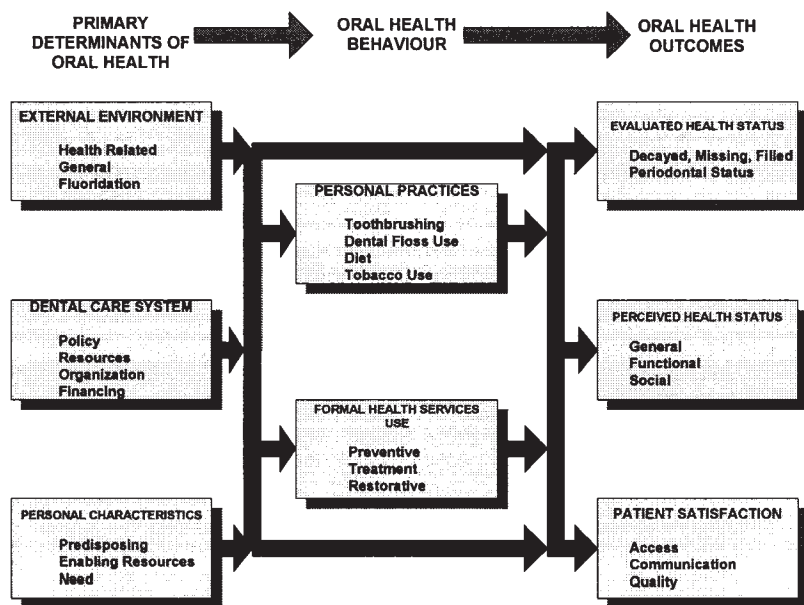 PRIMARY
DETERMINANTS OF
ORAL HEALTH
ORAL HEALTH
BEHAVIOUR
ORAL HEALTH
OUTCOMES
EXTERNAL ENVIRONMENT
Health Related
General
Fluoridation
DENTAL CARE SYSTEM
Policy
Resources
Organization
Financing
PERSONAL CHARACTERISTICS
Predisposing
Enabling Resources
Need
PERSONAL PRACTICES
Toothbrushing
Dental Floss Use
Diet
Tobacco Use
FORMAL HEALTH SERVICES
USE
Preventive
Treatment
Restorative
EVALUATED HEALTH STATUS
Decayed, Missing, Filled
Periodontal Status
PERCEIVED HEALTH STATUS
General
Functional
Social
PATIENT SATISFACTION
Access
Communication
Quality